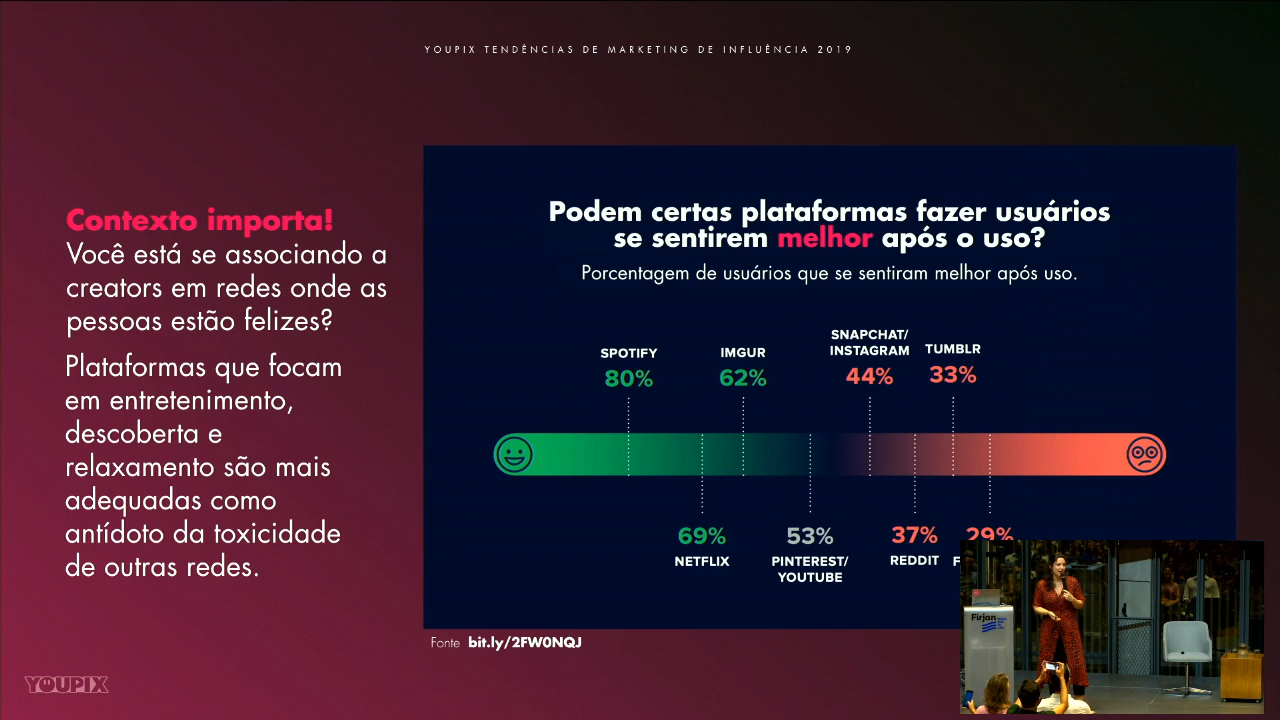 YOUPIX TENDÊNCIAS DE MARKETING DE INFLUÊNCIA 2019
Contexto importa!
Você está se associando a
creators em redes onde as
pessoas estão felizes?
Plataformas que focam
em entretenimento,
descoberta e
relaxamento são mais
adequadas como
antídoto da toxicidade
de outras redes.
Podem certas plataformas fazer usuários
se sentirem melhor após o uso?
Porcentagem de usuários que se sentiram melhor após uso.
SPOTIFY
80%
IMGUR
62%
SNAPCHAT/
INSTAGRAM
44%
TUMBLR
33%
69%
NETFLIX
53%
PINTEREST/
YOUTUBE
37%
REDDIT
29%
Fonte bit.ly/2FW0NQJ
YOUPIX
Firjan